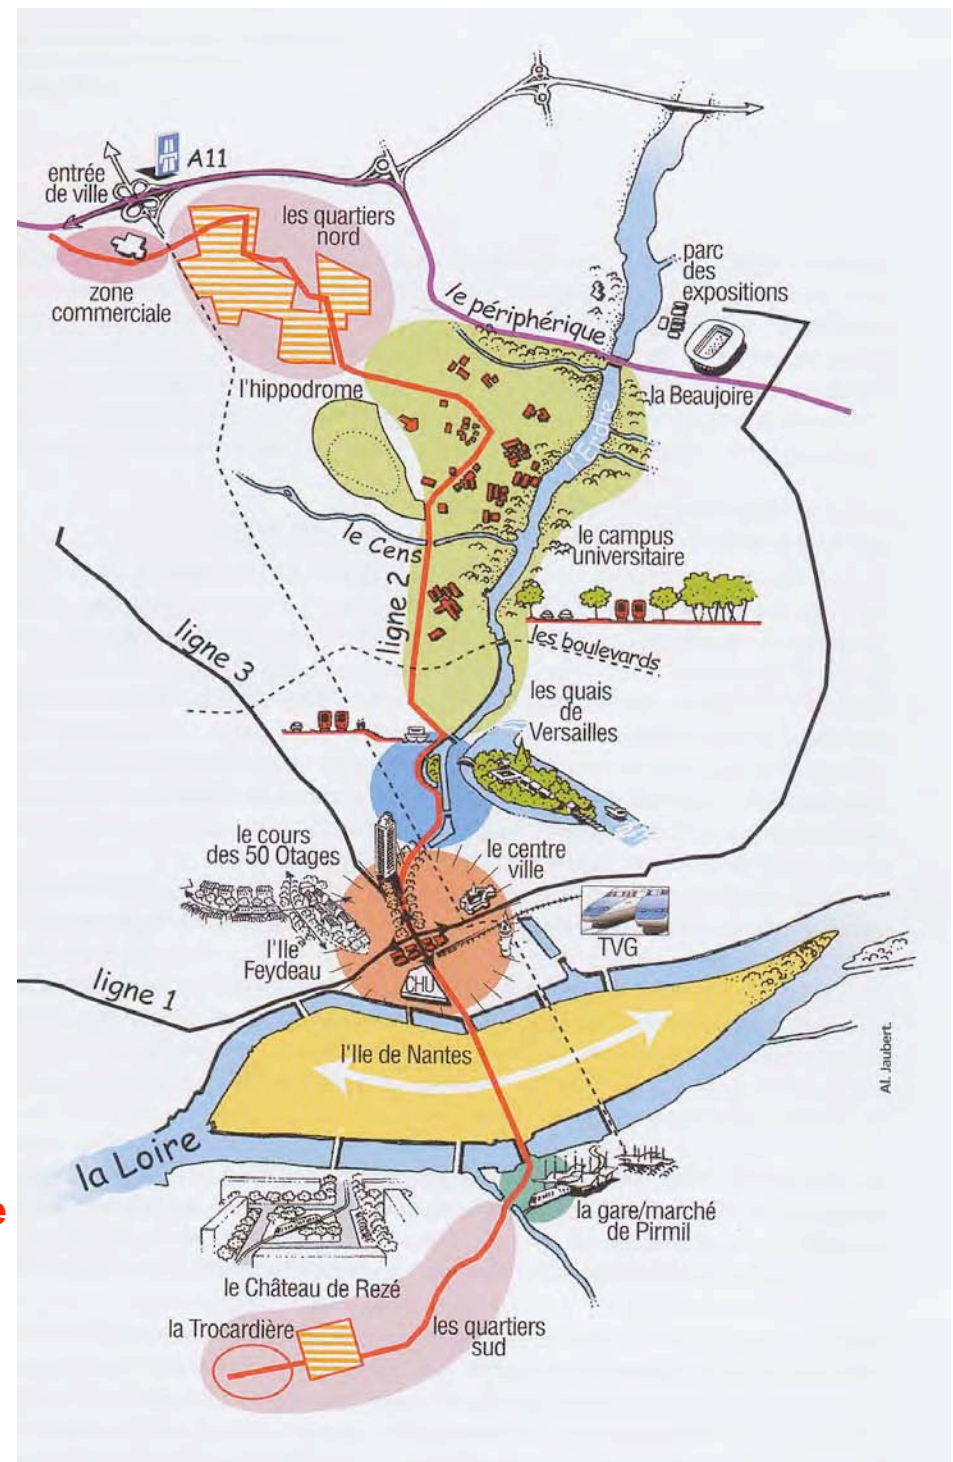 A11
entrée
de ville
les quartiers
nord
zone
commerciale
parc
des
expositions
le périphérique
la Beaujoire
l'hippodrome
l'Erdre
le Cens
le campus
universitaire
ligne 2
ligne 3
les boulevards
les quais
de
Versailles
le cours
des 50 Otages
le centre
ville
l'Ile
Feydeau
TVG
CHU
ligne 1
l'Ile de Nantes
Al. Jaubert.
la Loire
e
la gare/marché
de Pirmil
le Château de Rezé
la Trocardière
les quartiers
sud